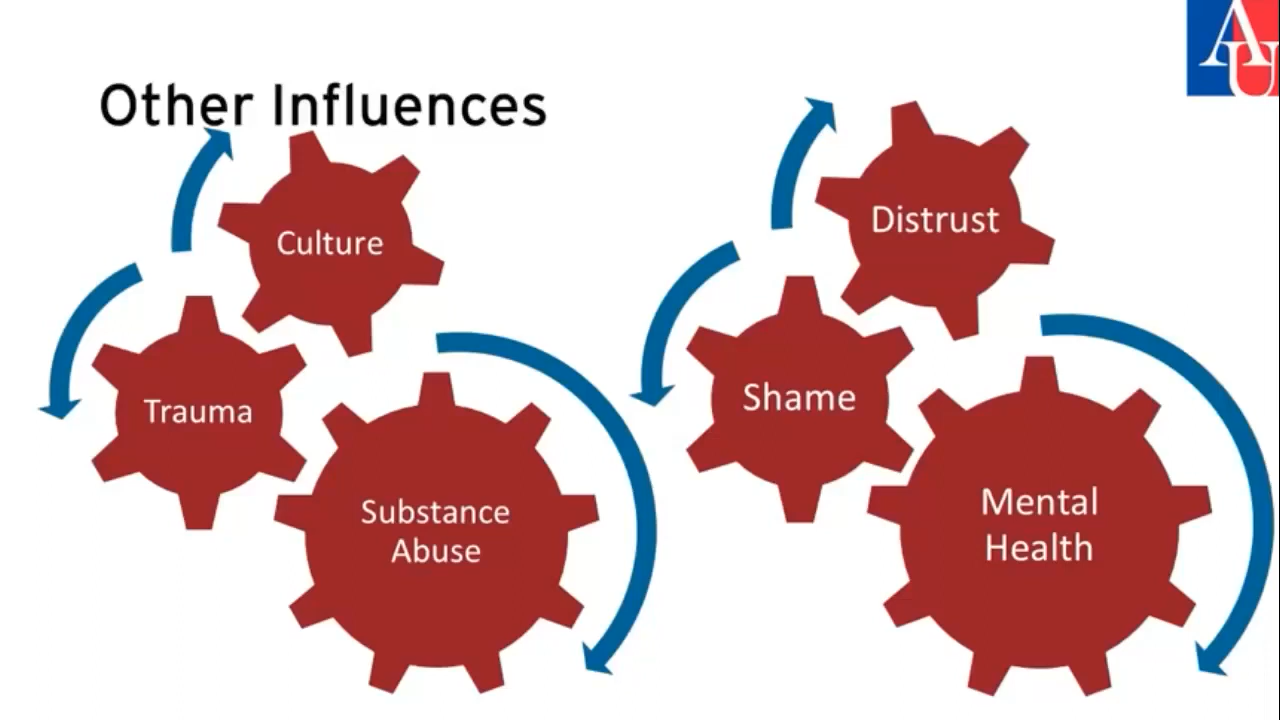 AU
Other Influences
Culture
Trauma
Substance
Abuse
Distrust
Shame
Mental
Health